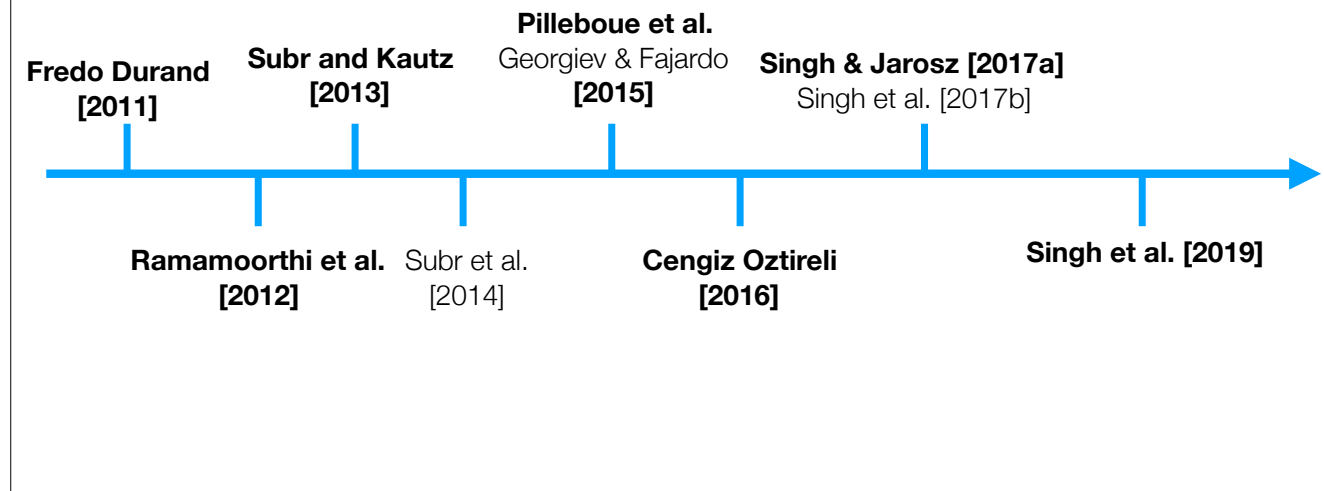 Fredo Durand
[2011]
Subr and Kautz
[2013]
Pilleboue et al.
Georgiev & Fajardo
[2015]
Singh & Jarosz [2017a]
Singh et al. [2017b]
Ramamoorthi et al.
[2012]
Subr et al.
[2014]
Cengiz Oztireli
[2016]
Singh et al. [2019]